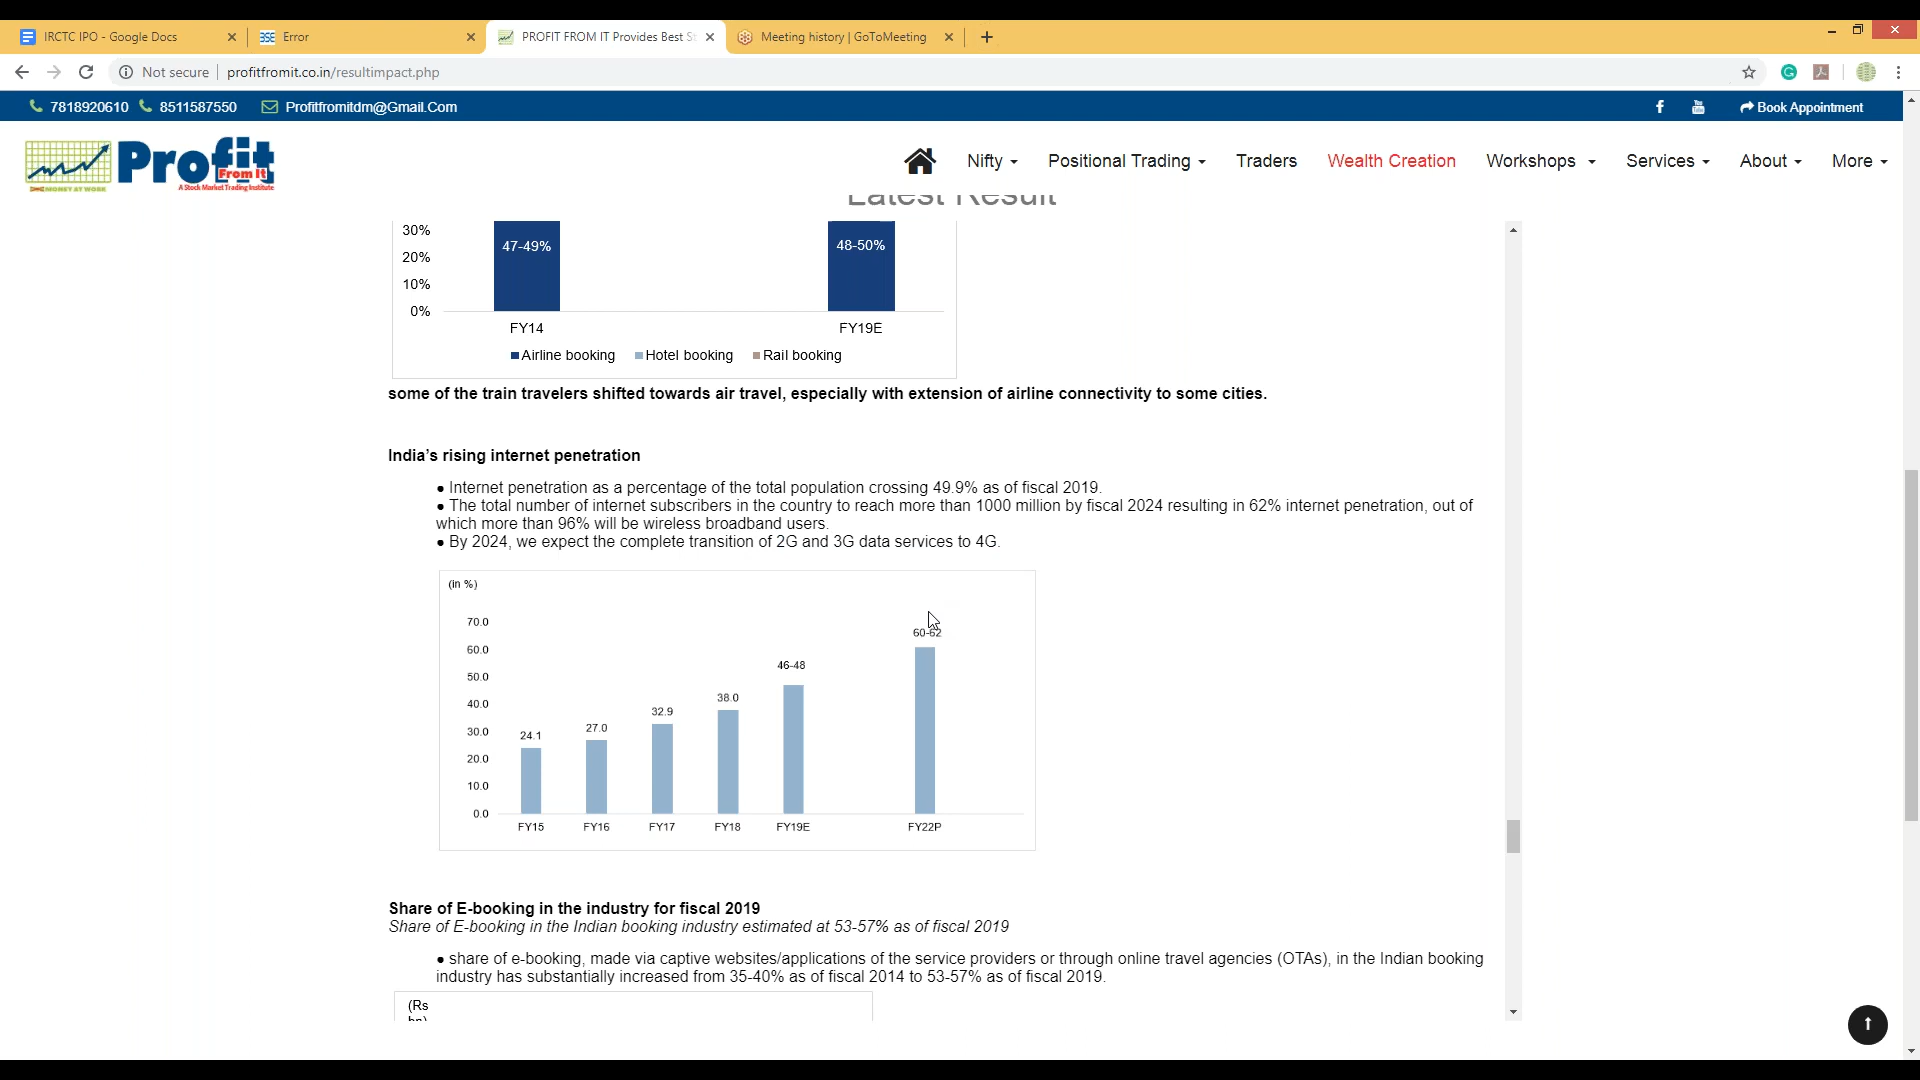 IRCTC IPO - Google Docs
BSE Error
PROFIT FROM IT Provides Best S
Meeting history | GoToMeeting
Not secure
profitfromit.co.in/resultimpact.php
7818920610
8511587550
Profitfromitdm@Gmail.Com
You
Book Appointment
Profit
From It
A Stock Market Trading Institute
MONEY AT WORK
Nifty
Positional Trading
Traders
Wealth Creation
Workshops
Services
About
More
Latest Result
30%
20%
10%
0%
47-49%
48-50%
FY14
FY19E
Airline booking
Hotel booking
Rail booking
some of the train travelers shifted towards air travel, especially with extension of airline connectivity to some cities.
India’s rising internet penetration
● Internet penetration as a percentage of the total population crossing 49.9% as of fiscal 2019.
● The total number of internet subscribers in the country to reach more than 1000 million by fiscal 2024 resulting in 62% internet penetration, out of
which more than 96% will be wireless broadband users.
● By 2024, we expect the complete transition of 2G and 3G data services to 4G.
(in %)
70.0
60.0
50.0
40.0
30.0
20.0
10.0
0.0
24.1
27.0
32.9
38.0
46-48
60-62
FY15
FY16
FY17
FY18
FY19E
FY22P
Share of E-booking in the industry for fiscal 2019
Share of E-booking in the Indian booking industry estimated at 53-57% as of fiscal 2019
● share of e-booking, made via captive websites/applications of the service providers or through online travel agencies (OTAs), in the Indian booking
industry has substantially increased from 35-40% as of fiscal 2014 to 53-57% as of fiscal 2019.
(Rs
bn)